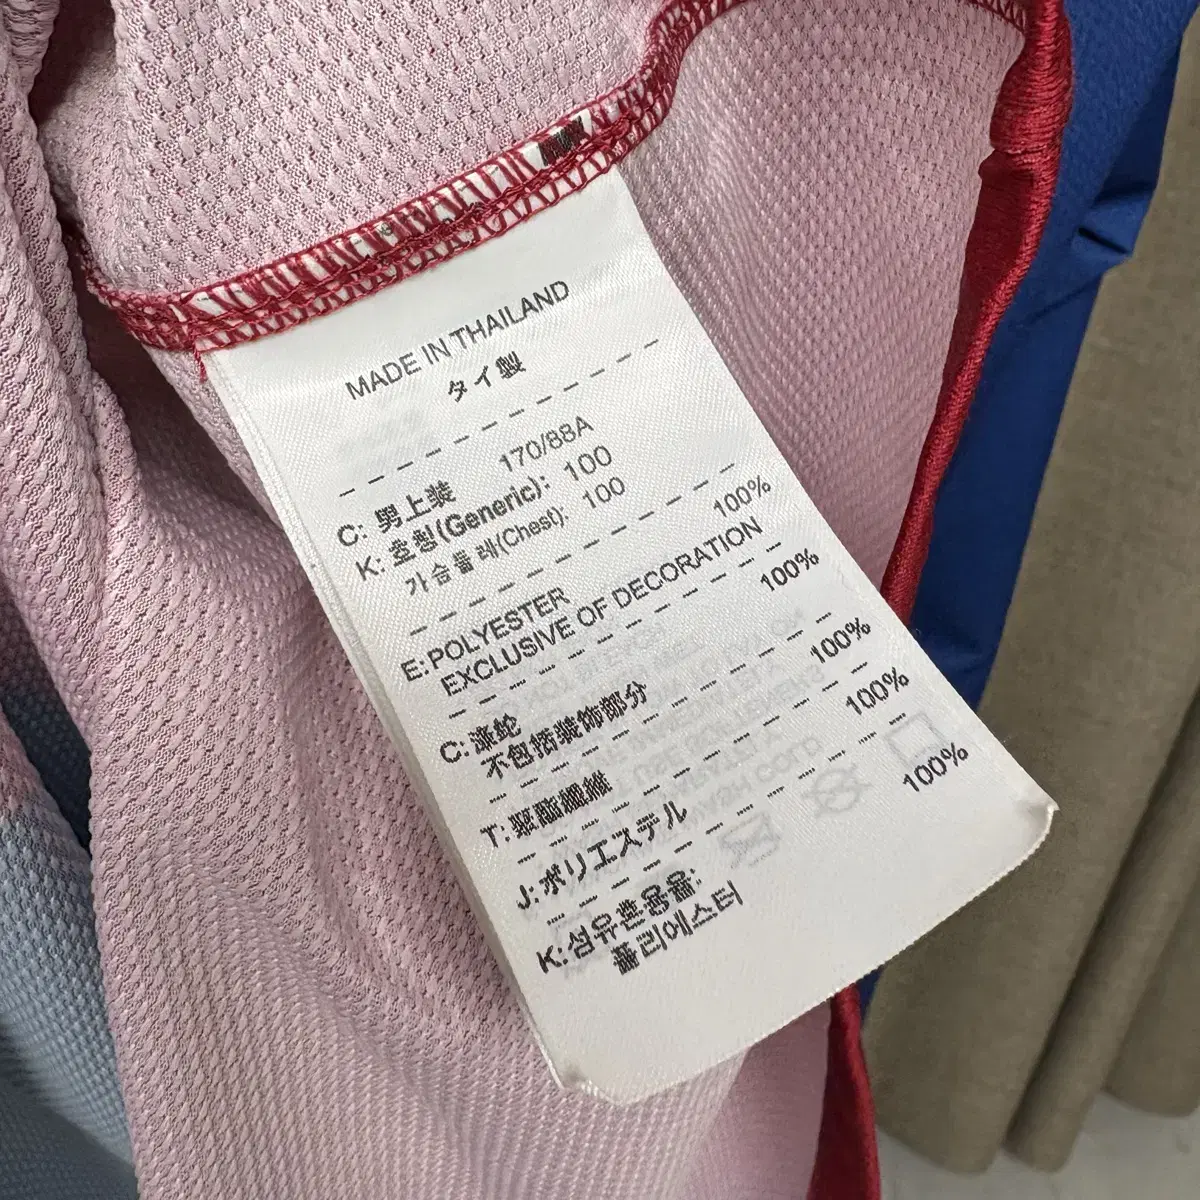 MADE IN THAILAND
タイ製
C: 男上装 170/88A
K: 호칭(Generic): 100
가슴둘레(Chest): 100
E:POLYESTER 100%
EXCLUSIVE OF DECORATION
C: 涤纶 100%
不包括装饰部分
T: 聚酯纖維 100%
J:ポリエステル 100%
K:섬유혼용율:
폴리에스터 100%